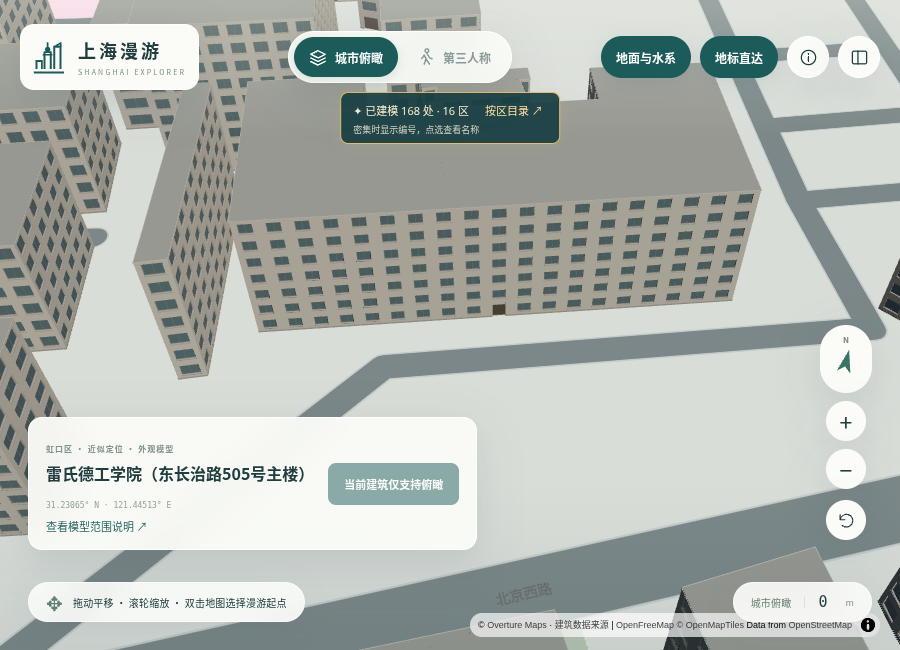 上海漫游
SHANGHAI EXPLORER
城市俯瞰
第三人称
地面与水系
地标直达
✦ 已建模 168 处 · 16 区 按区目录 ↗
密集时显示编号，点选查看名称
N
虹口区 · 近似定位 · 外观模型
雷氏德工学院（东长治路505号主楼）
当前建筑仅支持俯瞰
31.23065° N · 121.44513° E
查看模型范围说明 ↗
北京西路
拖动平移 · 滚轮缩放 · 双击地图选择漫游起点
城市俯瞰 0 m
© Overture Maps · 建筑数据来源 | OpenFreeMap © OpenMapTiles Data from OpenStreetMap